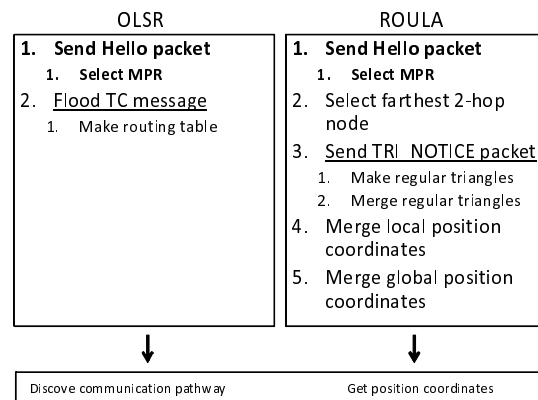 OLSR
1. Send Hello packet
1. Select MPR
2. Flood TC message
1. Make routing table
ROULA
1. Send Hello packet
1. Select MPR
2. Select farthest 2-hop
node
3. Send TRI_NOTICE packet
1. Make regular triangles
2. Merge regular triangles
4. Merge local position
coordinates
5. Merge global position
coordinates
Discove communication pathway
Get position coordinates